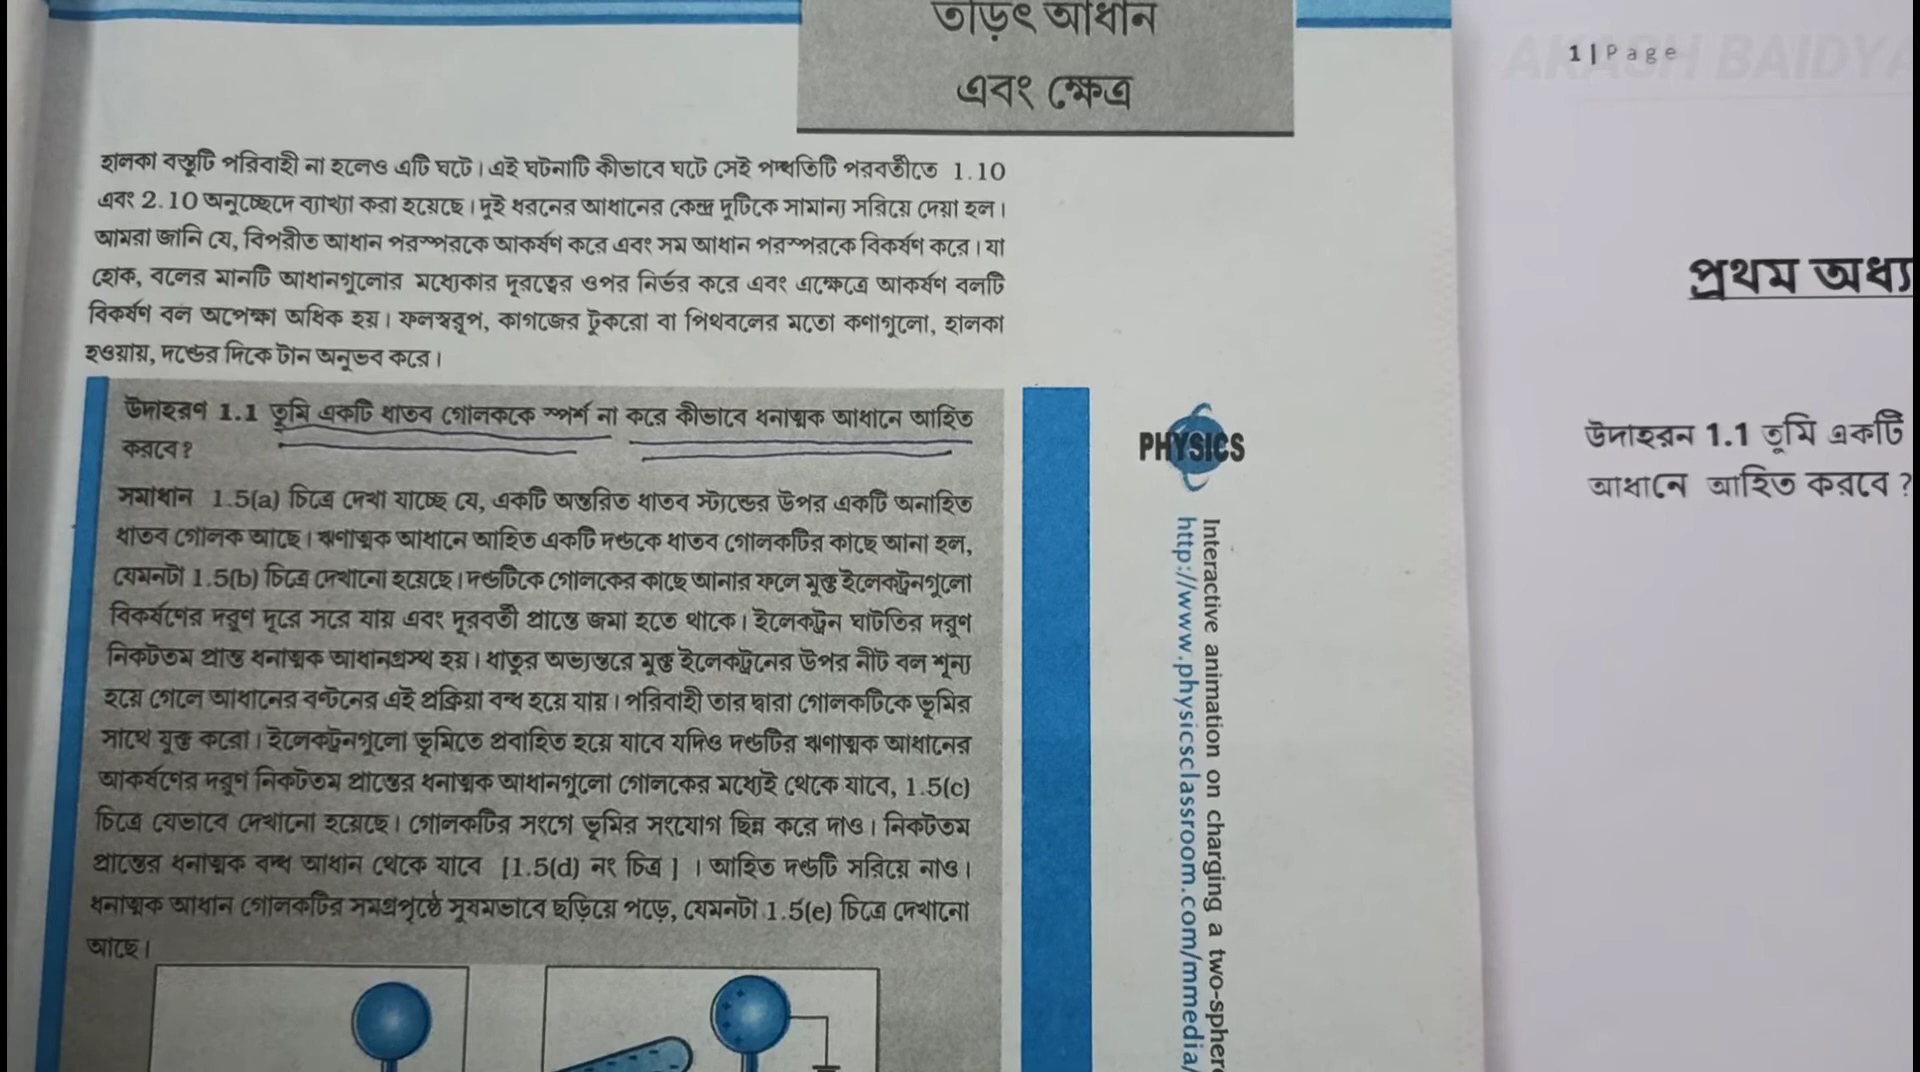 তড়িৎ আধান
এবং ক্ষেত্র
হালকা বস্তুটি পরিবাহী না হলেও এটি ঘটে। এই ঘটনাটি কীভাবে ঘটে সেই পদ্ধতিটি পরবর্তীতে 1.10
এবং 2.10 অনুচ্ছেদে ব্যাখ্যা করা হয়েছে। দুই ধরনের আধানের কেন্দ্র দুটিকে সামান্য সরিয়ে দেয়া হল।
আমরা জানি যে, বিপরীত আধান পরস্পরকে আকর্ষণ করে এবং সম আধান পরস্পরকে বিকর্ষণ করে। যা
হোক, বলের মানটি আধানগুলোর মধ্যেকার দূরত্বের ওপর নির্ভর করে এবং এক্ষেত্রে আকর্ষণ বলটি
বিকর্ষণ বল অপেক্ষা অধিক হয়। ফলস্বরূপ, কাগজের টুকরো বা পিথবলের মতো কণাগুলো, হালকা
হওয়ায়, দণ্ডের দিকে টান অনুভব করে।
উদাহরণ 1.1 তুমি একটি ধাতব গোলককে স্পর্শ না করে কীভাবে ধনাত্মক আধানে আহিত
করবে?
সমাধান 1.5(a) চিত্রে দেখা যাচ্ছে যে, একটি অন্তরিত ধাতব স্ট্যান্ডের উপর একটি অনাহিত
ধাতব গোলক আছে। ঋণাত্মক আধানে আহিত একটি দণ্ডকে ধাতব গোলকটির কাছে আনা হল,
যেমনটা 1.5(b) চিত্রে দেখানো হয়েছে। দণ্ডটিকে গোলকের কাছে আনার ফলে মুক্ত ইলেকট্রনগুলো
বিকর্ষণের দরুণ দূরে সরে যায় এবং দূরবর্তী প্রান্তে জমা হতে থাকে। ইলেকট্রন ঘাটতির দরুণ
নিকটতম প্রান্ত ধনাত্মক আধানগ্রস্থ হয়। ধাতুর অভ্যন্তরে মুক্ত ইলেকট্রনের উপর নীট বল শূন্য
হয়ে গেলে আধানের বণ্টনের এই প্রক্রিয়া বন্ধ হয়ে যায়। পরিবাহী তার দ্বারা গোলকটিকে ভূমির
সাথে যুক্ত করো। ইলেকট্রনগুলো ভূমিতে প্রবাহিত হয়ে যাবে যদিও দণ্ডটির ঋণাত্মক আধানের
আকর্ষণের দরুণ নিকটতম প্রান্তের ধনাত্মক আধানগুলো গোলকের মধ্যেই থেকে যাবে, 1.5(c)
চিত্রে যেভাবে দেখানো হয়েছে। গোলকটির সংগে ভূমির সংযোগ ছিন্ন করে দাও। নিকটতম
প্রান্তের ধনাত্মক বদ্ধ আধান থেকে যাবে [1.5(d) নং চিত্র] । আহিত দণ্ডটি সরিয়ে নাও।
ধনাত্মক আধান গোলকটির সমগ্রপৃষ্ঠে সুষমভাবে ছড়িয়ে পড়ে, যেমনটা 1.5(e) চিত্রে দেখানো
আছে।
PHYSICS
Interactive animation on charging a two-sphere
http://www.physicsclassroom.com/mmedia/
AKASH BAIDYA
1 | Page
প্রথম অধ্য
উদাহরন 1.1 তুমি একটি
আধানে আহিত করবে ?